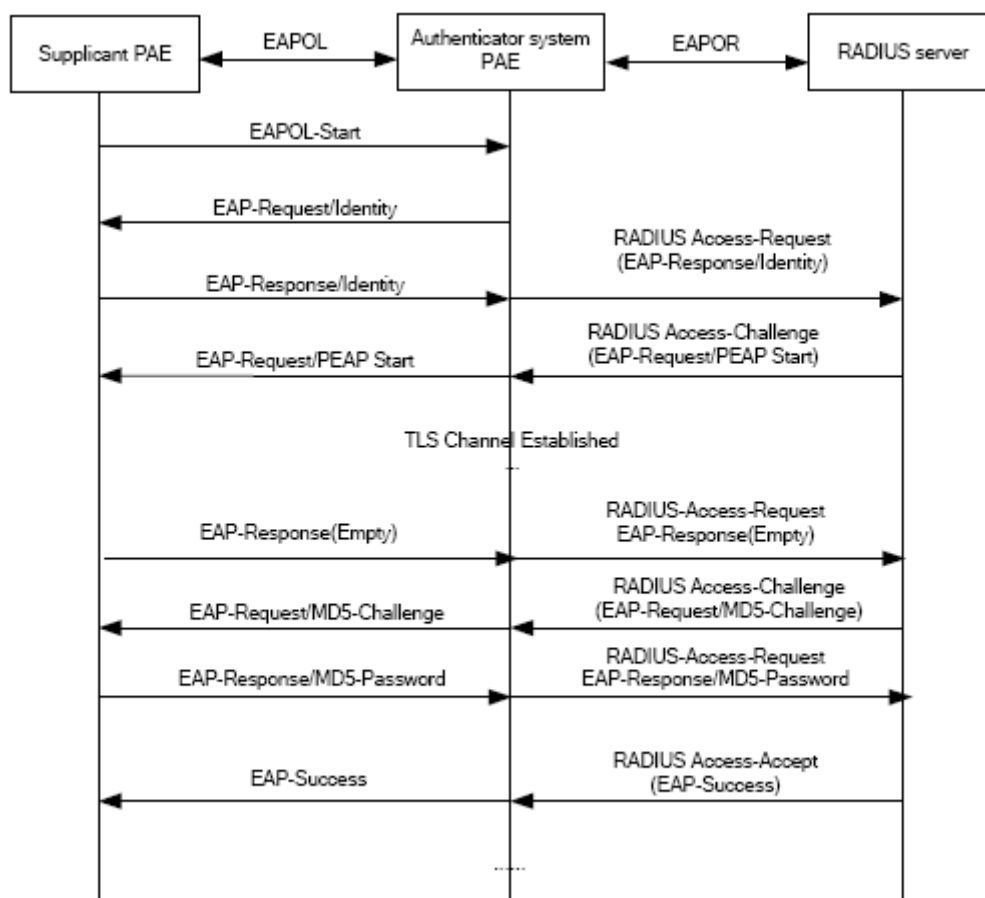 Supplicant PAE
EAPOL
Authenticator system
PAE
EAPOR
RADIUS server
EAPOL-Start
EAP-Request/Identity
RADIUS Access-Request
(EAP-Response/Identity)
EAP-Response/Identity
RADIUS Access-Challenge
(EAP-Request/PEAP Start)
EAP-Request/PEAP Start
TLS Channel Established
RADIUS-Access-Request
EAP-Response(Empty)
EAP-Response(Empty)
RADIUS Access-Challenge
(EAP-Request/MD5-Challenge)
EAP-Request/MD5-Challenge
RADIUS-Access-Request
EAP-Response/MD5-Password
EAP-Response/MD5-Password
RADIUS Access-Accept
(EAP-Success)
EAP-Success